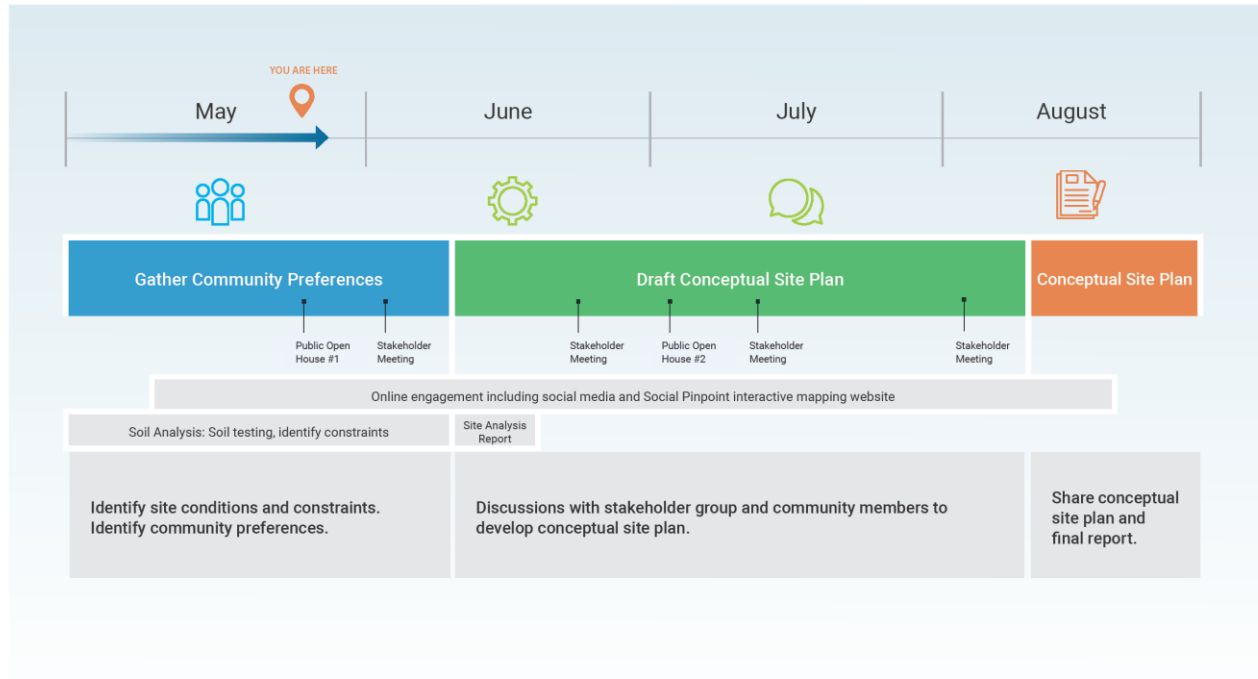 YOU ARE HERE
May
June
July
August
Gather Community Preferences
Draft Conceptual Site Plan
Conceptual Site Plan
Public Open
House #1
Stakeholder
Meeting
Stakeholder
Meeting
Public Open
House #2
Stakeholder
Meeting
Stakeholder
Meeting
Online engagement including social media and Social Pinpoint interactive mapping website
Soil Analysis: Soil testing, identify constraints
Site Analysis
Report
Identify site conditions and constraints.
Identify community preferences.
Discussions with stakeholder group and community members to
develop conceptual site plan.
Share conceptual
site plan and
final report.